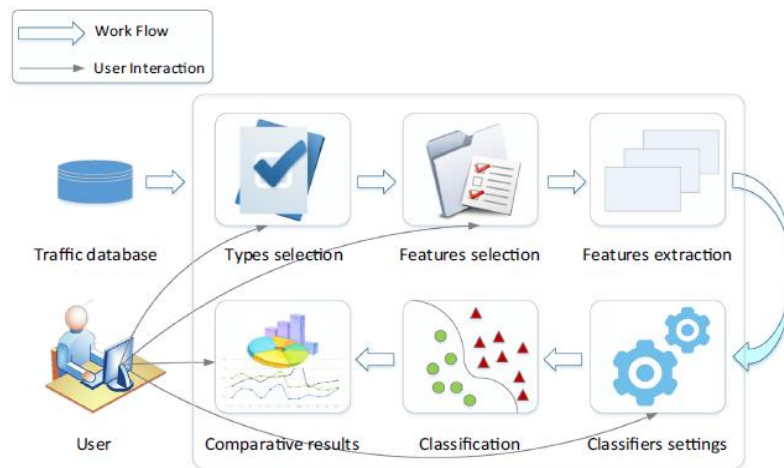 Work Flow
User Interaction
Traffic database
Types selection
Features selection
Features extraction
User
Comparative results
Classification
Classifiers settings